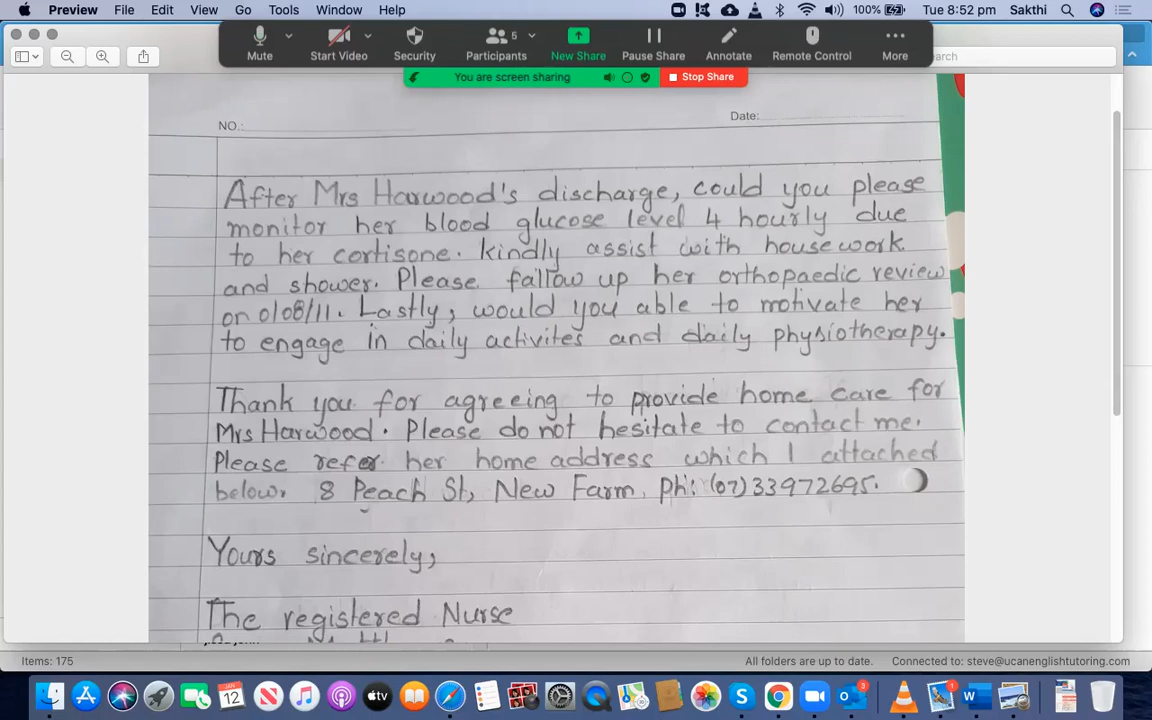 Preview File Edit View Go Tools Window Help 100% Tue 8:52 pm Sakthi
Mute Start Video Security Participants 5 New Share Pause Share Annotate Remote Control More
earch
You are screen sharing Stop Share
NO.: Date:
After Mrs Harwood's discharge, could you please
monitor her blood glucose level 4 hourly due
to her cortisone. kindly assist with housework
and shower. Please fallow up her orthopaedic review
on 01/08/11. Lastly, would you able to motivate her
to engage in daily activites and daily physiotherapy.
Thank you for agreeing to provide home care for
Mrs Harwood. Please do not hesitate to contact me.
Please refer her home address which I attached
below. 8 Peach St, New Farm. Ph: (07)33972695.
Yours sincerely,
The registered Nurse
Items: 175 All folders are up to date. Connected to: steve@ucanenglishtutoring.com
JAN 12 tv 3 1